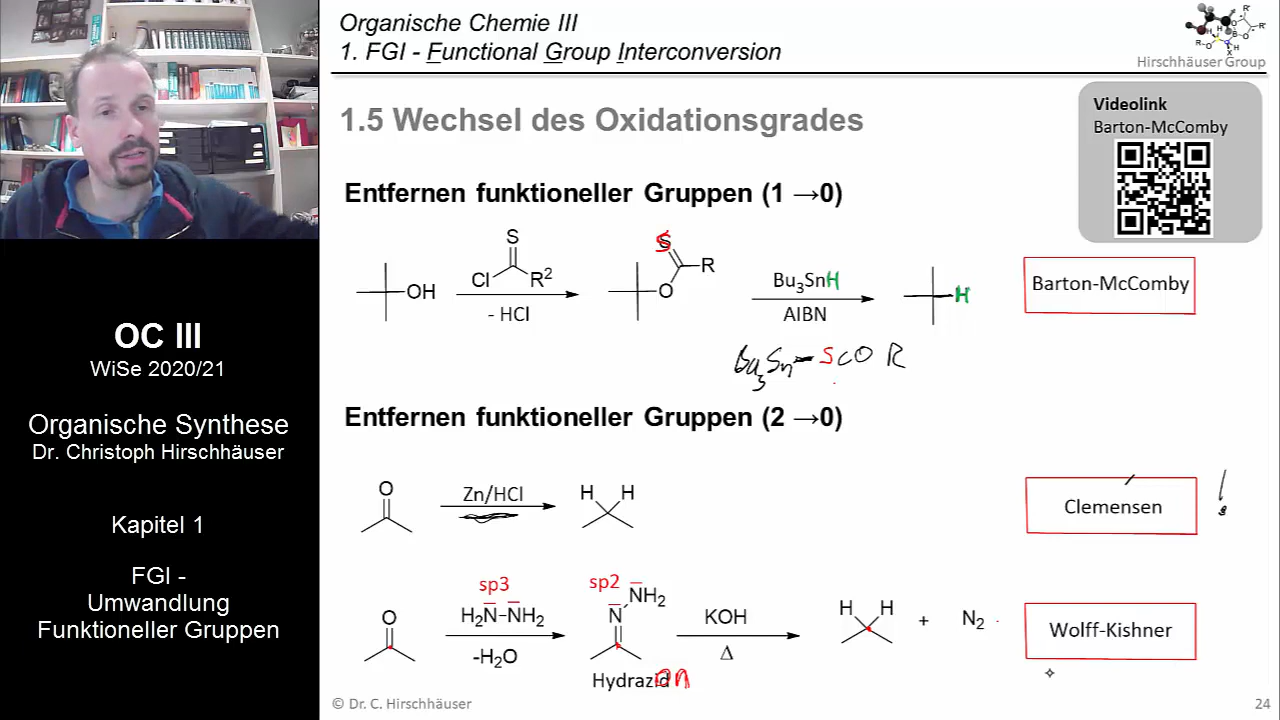 Organische Chemie III
1. FGI - Functional Group Interconversion
Hirschhäuser Group
1.5 Wechsel des Oxidationsgrades
Videolink
Barton-McComby
Entfernen funktioneller Gruppen (1 →0)
S
Cl R²
OH
- HCl
S
R
O
Bu₃SnH
AIBN
H
Barton-McComby
Bu₃Sn-SCO R
Entfernen funktioneller Gruppen (2 →0)
O
Zn/HCl
H H
Clemensen !
O
sp3
H₂N-NH₂
-H₂O
sp2
NH₂
N
Hydrazid on
KOH
Δ
H H
+ N₂
Wolff-Kishner
OC III
WiSe 2020/21
Organische Synthese
Dr. Christoph Hirschhäuser
Kapitel 1
FGI -
Umwandlung
Funktioneller Gruppen
© Dr. C. Hirschhäuser
24